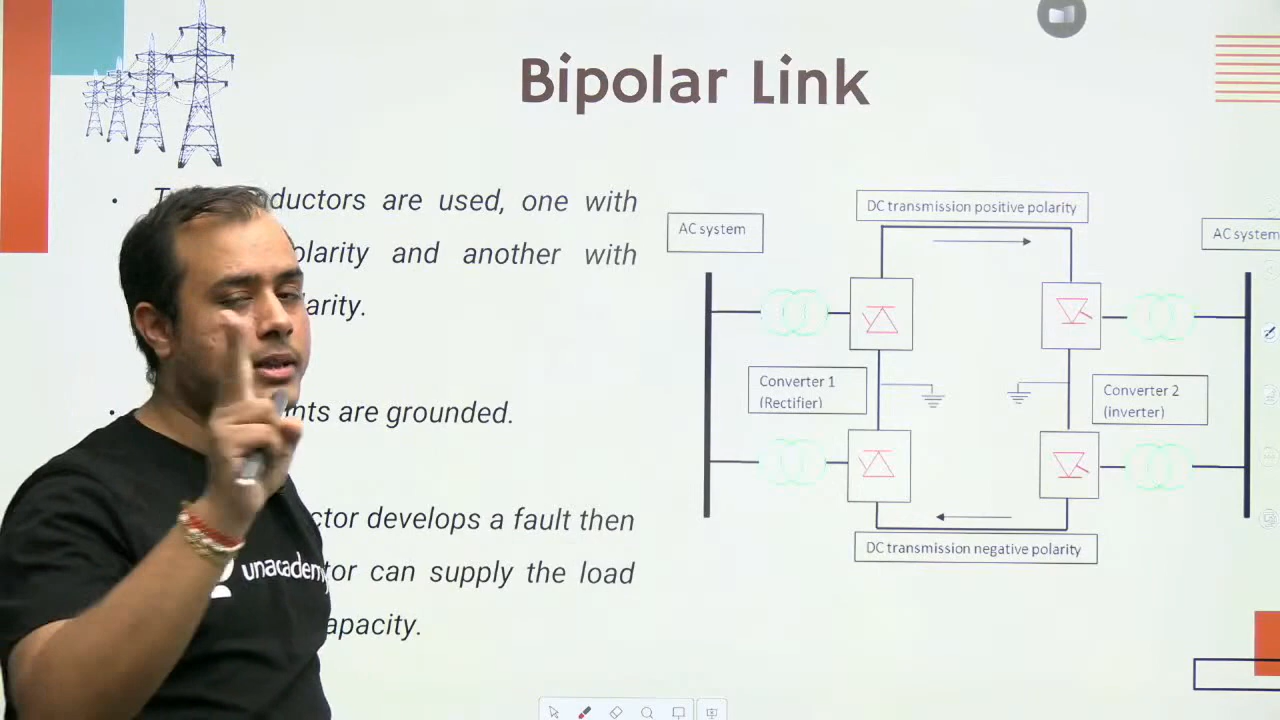 Bipolar Link
ductors are used, one with
olarity and another with
larity.
nts are grounded.
ctor develops a fault then
tor can supply the load
apacity.
unacademy
DC transmission positive polarity
AC system
AC system
Converter 1
(Rectifier)
Converter 2
(inverter)
DC transmission negative polarity